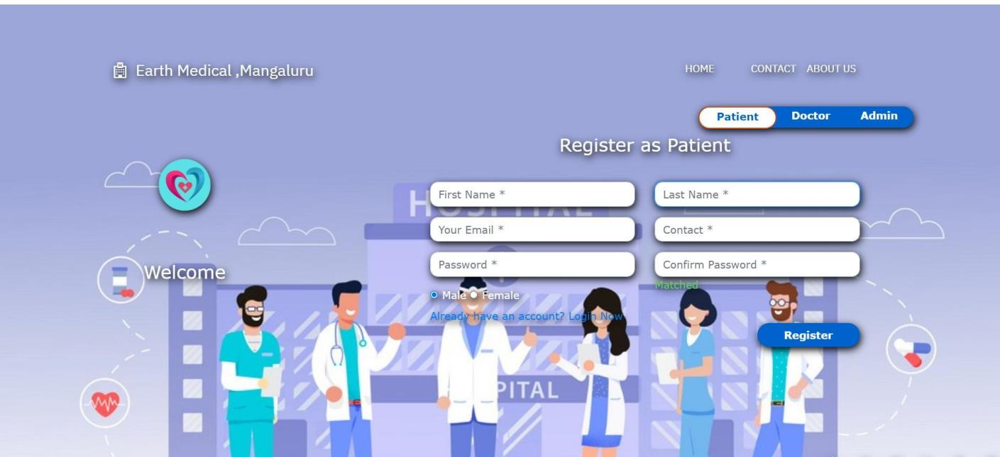 Earth Medical ,Mangaluru
HOME CONTACT ABOUT US
Patient Doctor Admin
Register as Patient
First Name * Last Name *
HOSPITAL
Your Email * Contact *
Password * Confirm Password *
Welcome
Matched
Male Female
Already have an account? Login Now
Register
PITAL